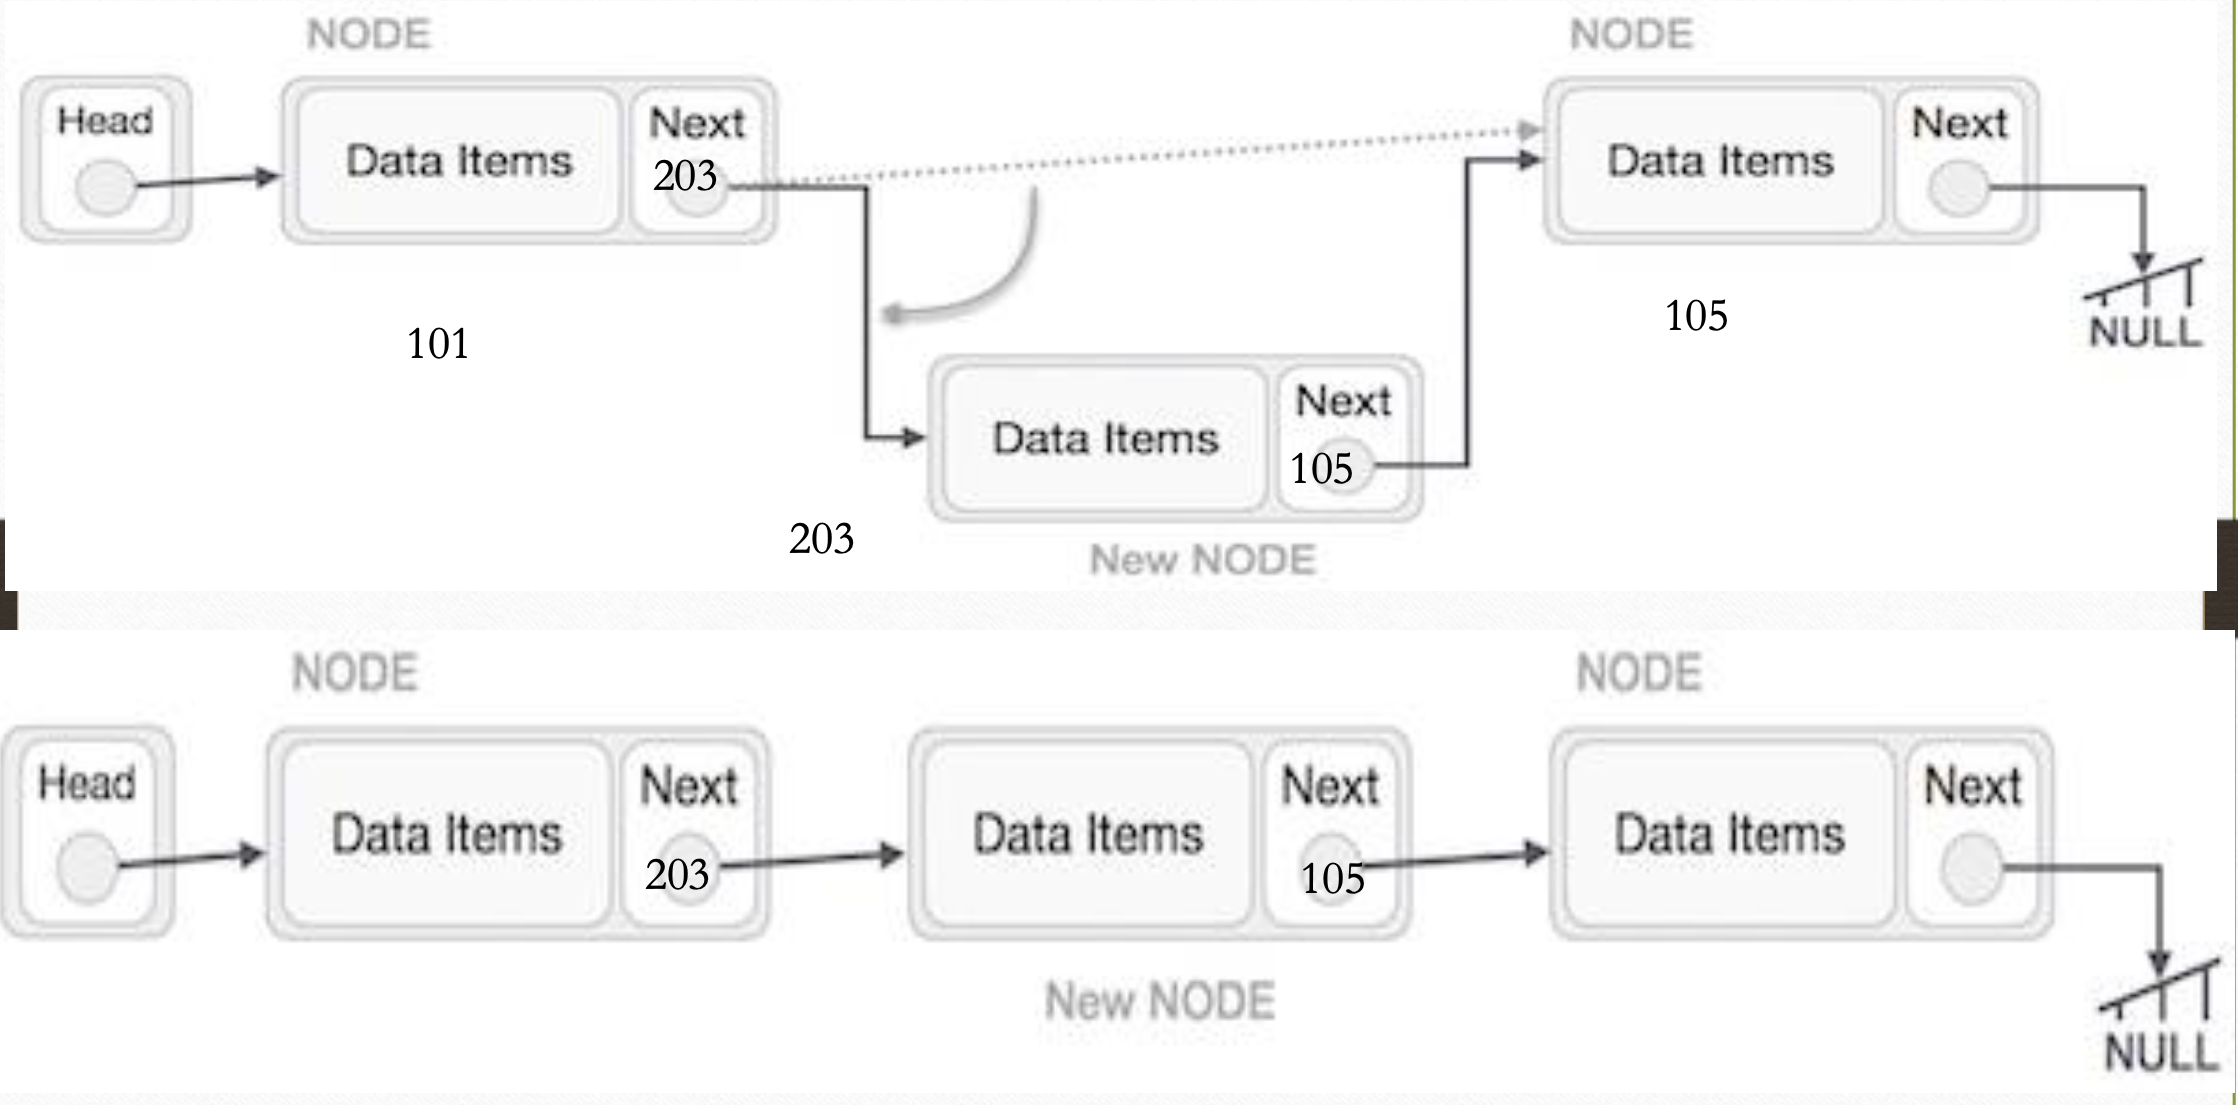 NODE
NODE
Head
Data Items
Next
203
Data Items
Next
101
105
NULL
Data Items
Next
105
203
New NODE
NODE
NODE
Head
Data Items
Next
203
Data Items
Next
105
Data Items
Next
New NODE
NULL